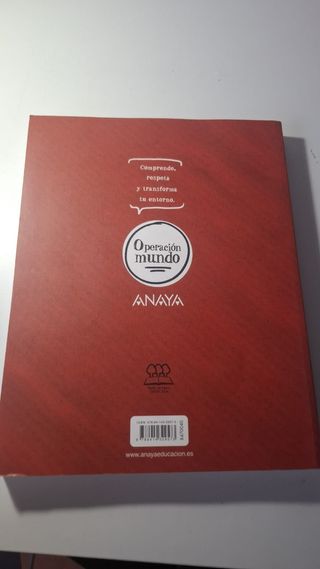 Comprende,
respeta
y transforma
tu entorno.
Operación
mundo
ANAYA
www.anayaeducacion.es